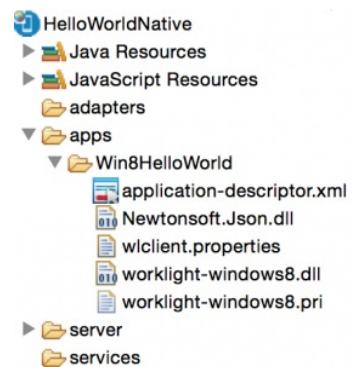 HelloWorldNative
Java Resources
JavaScript Resources
adapters
apps
Win8HelloWorld
application-descriptor.xml
Newtonsoft.Json.dll
wlclient.properties
worklight-windows8.dll
worklight-windows8.pri
server
services